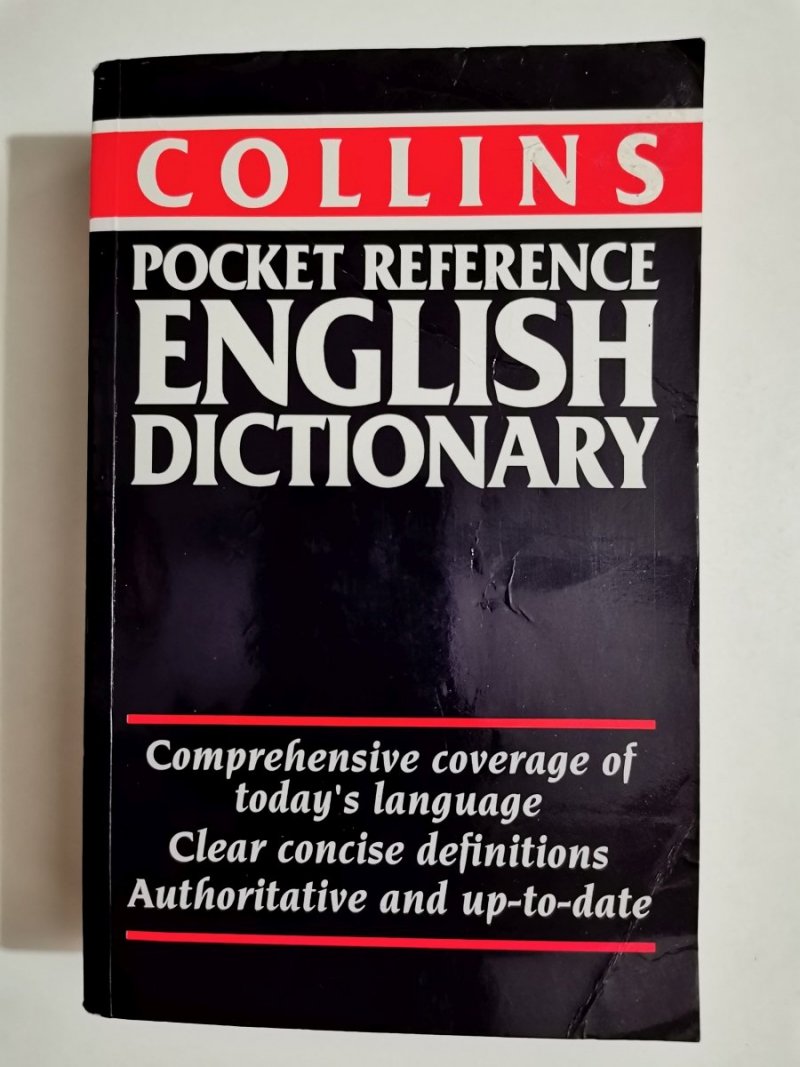 COLLINS
POCKET REFERENCE
ENGLISH
DICTIONARY
Comprehensive coverage of
today's language
Clear concise definitions
Authoritative and up-to-date